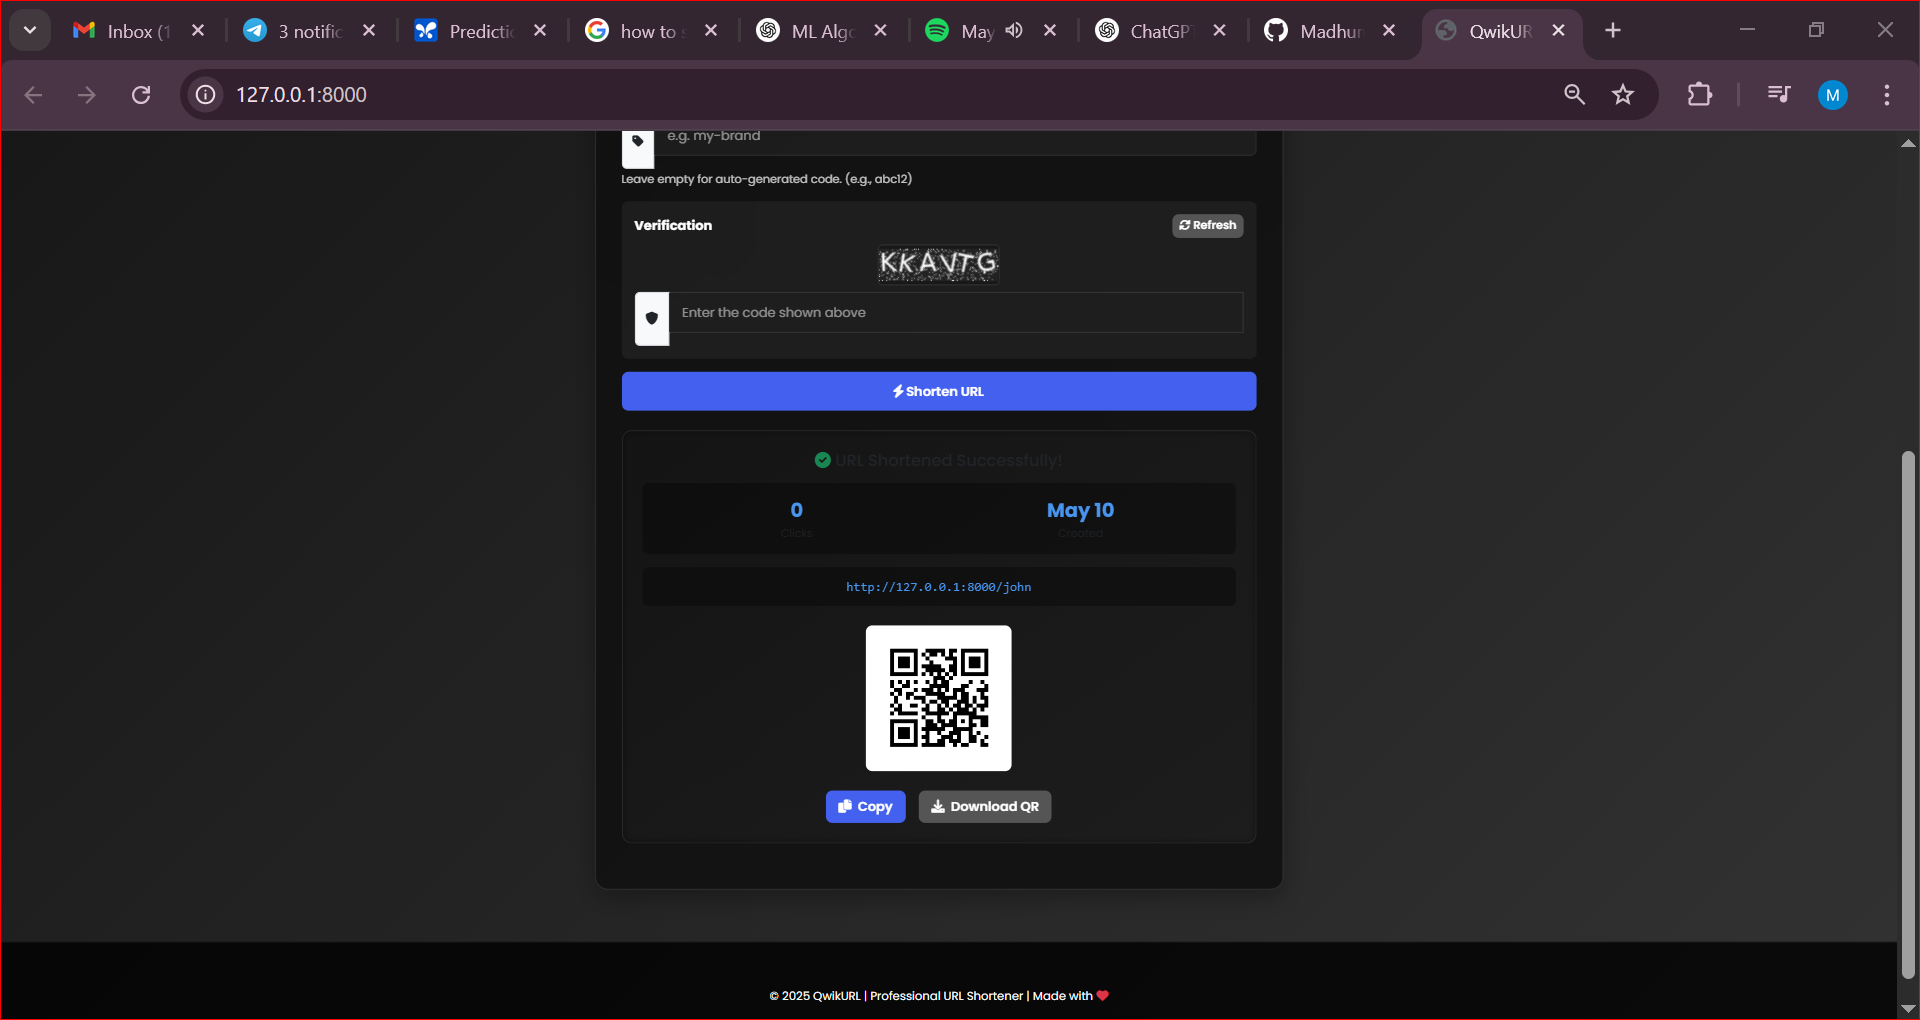 Inbox (1
3 notific
Predictio
how to s
ML Algo
May
ChatGPT
Madhur
QwikUR
127.0.0.1:8000
M
e.g. my-brand
Leave empty for auto-generated code. (e.g., abc12)
Verification
Refresh
KKAVTG
Enter the code shown above
Shorten URL
URL Shortened Successfully!
0
May 10
Clicks
Created
http://127.0.0.1:8000/john
Copy
Download QR
© 2025 QwikURL | Professional URL Shortener | Made with ❤